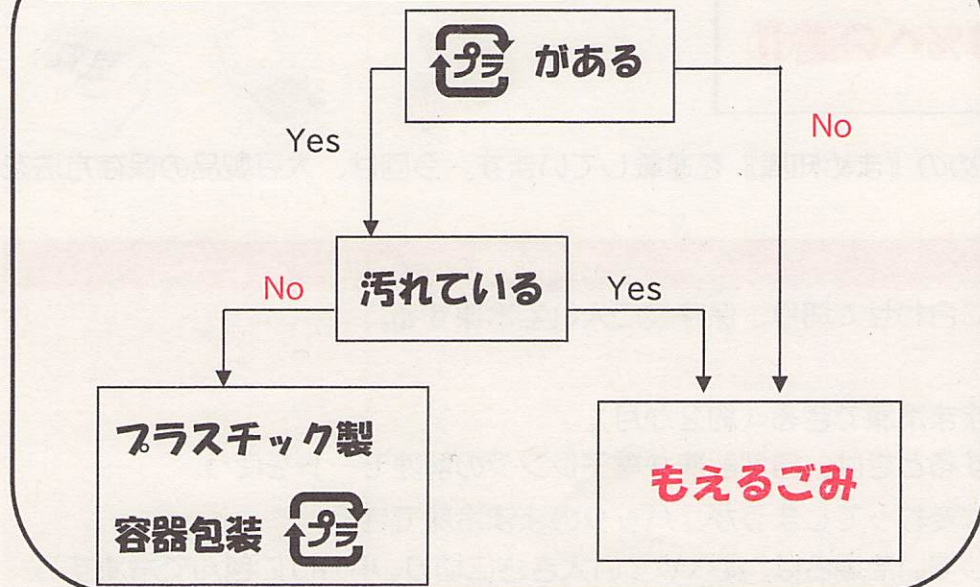 プラ がある
Yes
No
汚れている
No
Yes
プラスチック製
容器包装 プラ
もえるごみ